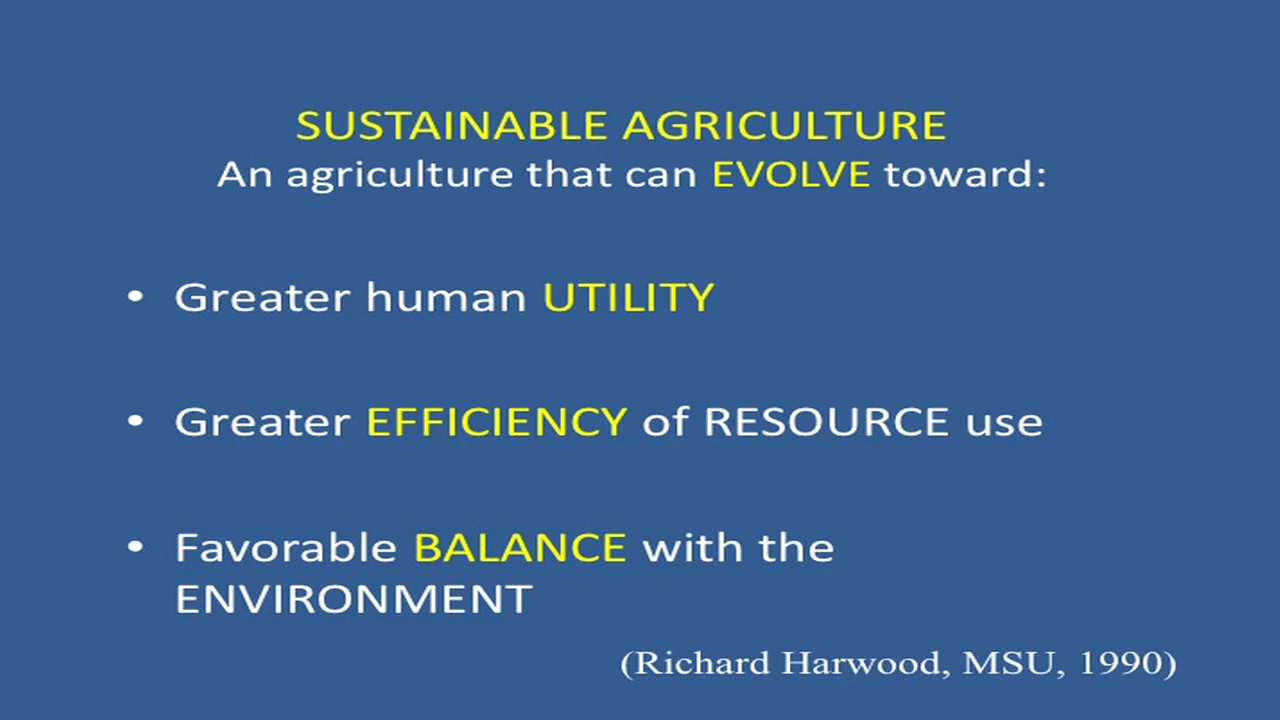 SUSTAINABLE AGRICULTURE
An agriculture that can EVOLVE toward:
• Greater human UTILITY
• Greater EFFICIENCY of RESOURCE use
• Favorable BALANCE with the
ENVIRONMENT
(Richard Harwood, MSU, 1990)